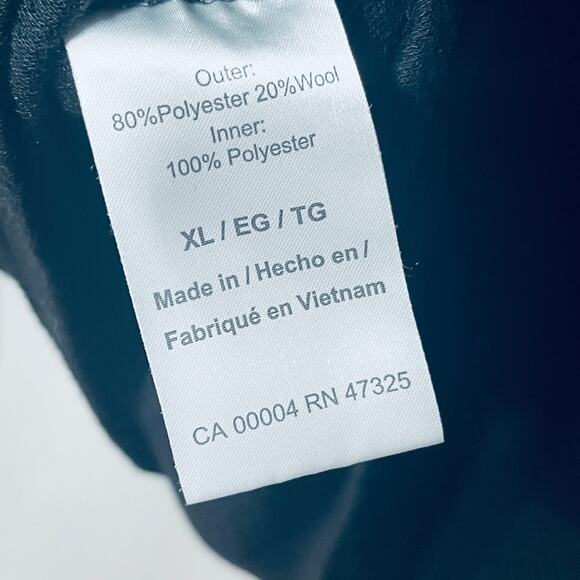 Outer:
80%Polyester 20%Wool
Inner:
100% Polyester
XL / EG / TG
Made in / Hecho en /
Fabriqué en Vietnam
CA 00004 RN 47325